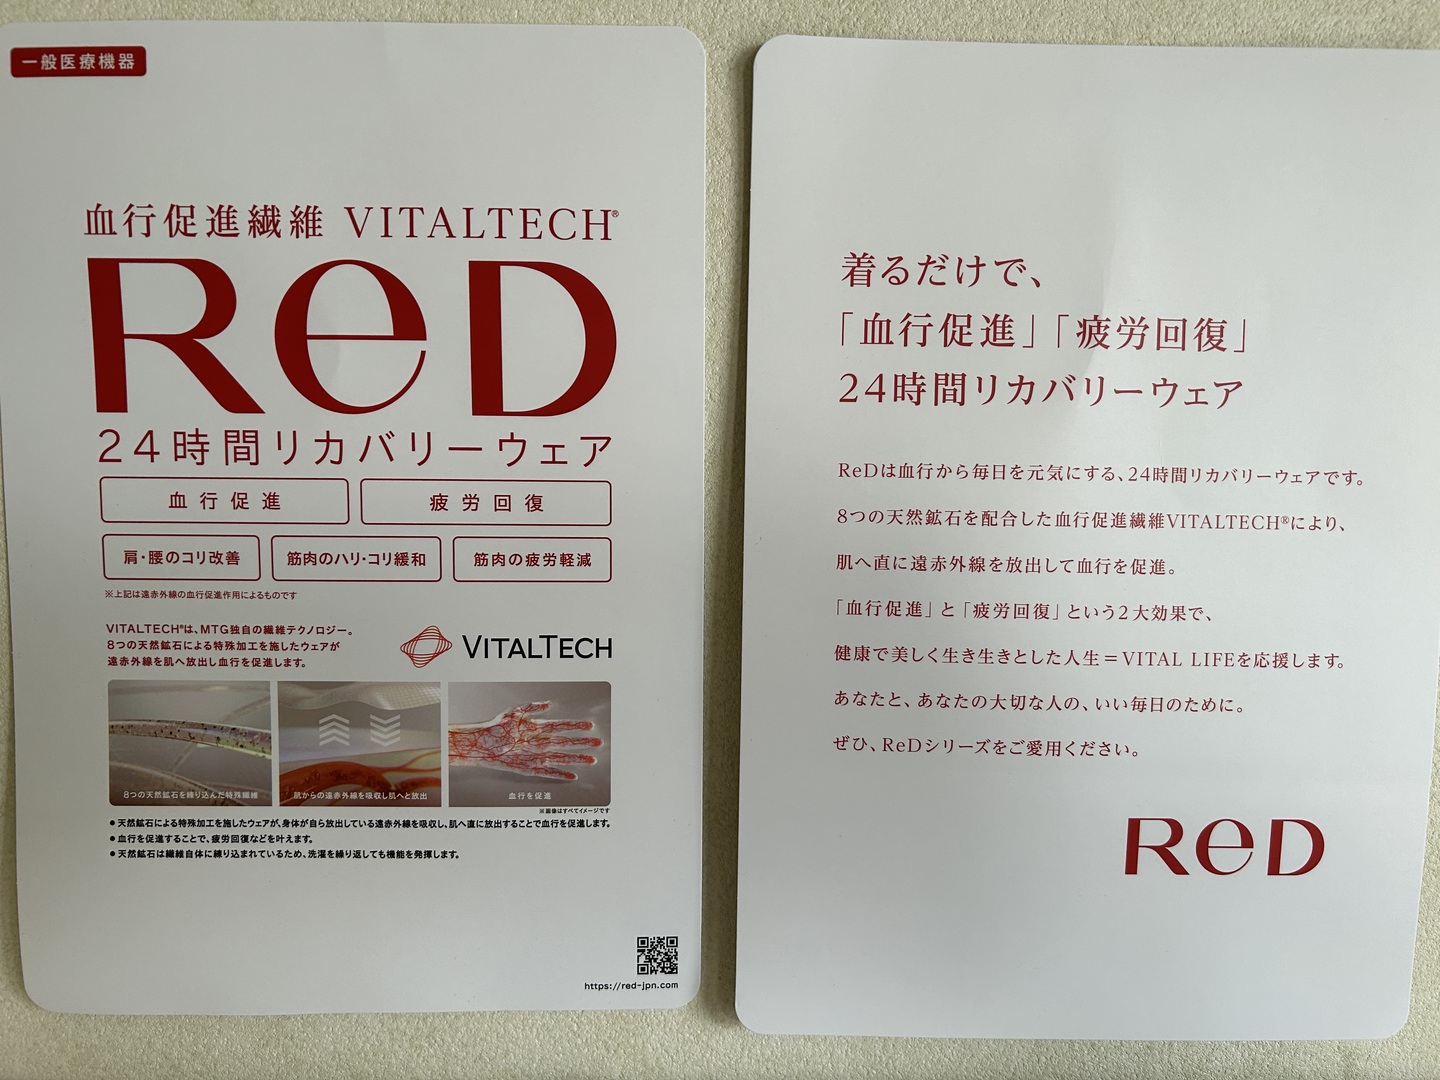 一般医療機器
血行促進繊維 VITALTECH®
ReD
24時間リカバリーウェア
血行促進
疲労回復
肩・腰のコリ改善
筋肉のハリ・コリ緩和
筋肉の疲労軽減
※上記は遠赤外線の血行促進作用によるものです
VITALTECH®は、MTG独自の繊維テクノロジー。
8つの天然鉱石による特殊加工を施したウェアが
遠赤外線を肌へ放出し血行を促進します。
VITALTECH
8つの天然鉱石を練り込んだ特殊繊維
肌からの遠赤外線を吸収し肌へと放出
血行を促進
※画像はすべてイメージです
●天然鉱石による特殊加工を施したウェアが、身体が自ら放出している遠赤外線を吸収し、肌へ直に放出することで血行を促進します。
●血行を促進することで、疲労回復などを叶えます。
●天然鉱石は繊維自体に練り込まれているため、洗濯を繰り返しても機能を発揮します。
https://red-jpn.com
着るだけで、
「血行促進」「疲労回復」
24時間リカバリーウェア
ReDは血行から毎日を元気にする、24時間リカバリーウェアです。
8つの天然鉱石を配合した血行促進繊維VITALTECH®により、
肌へ直に遠赤外線を放出して血行を促進。
「血行促進」と「疲労回復」という2大効果で、
健康で美しく生き生きとした人生＝VITAL LIFEを応援します。
あなたと、あなたの大切な人の、いい毎日のために。
ぜひ、ReDシリーズをご愛用ください。
ReD